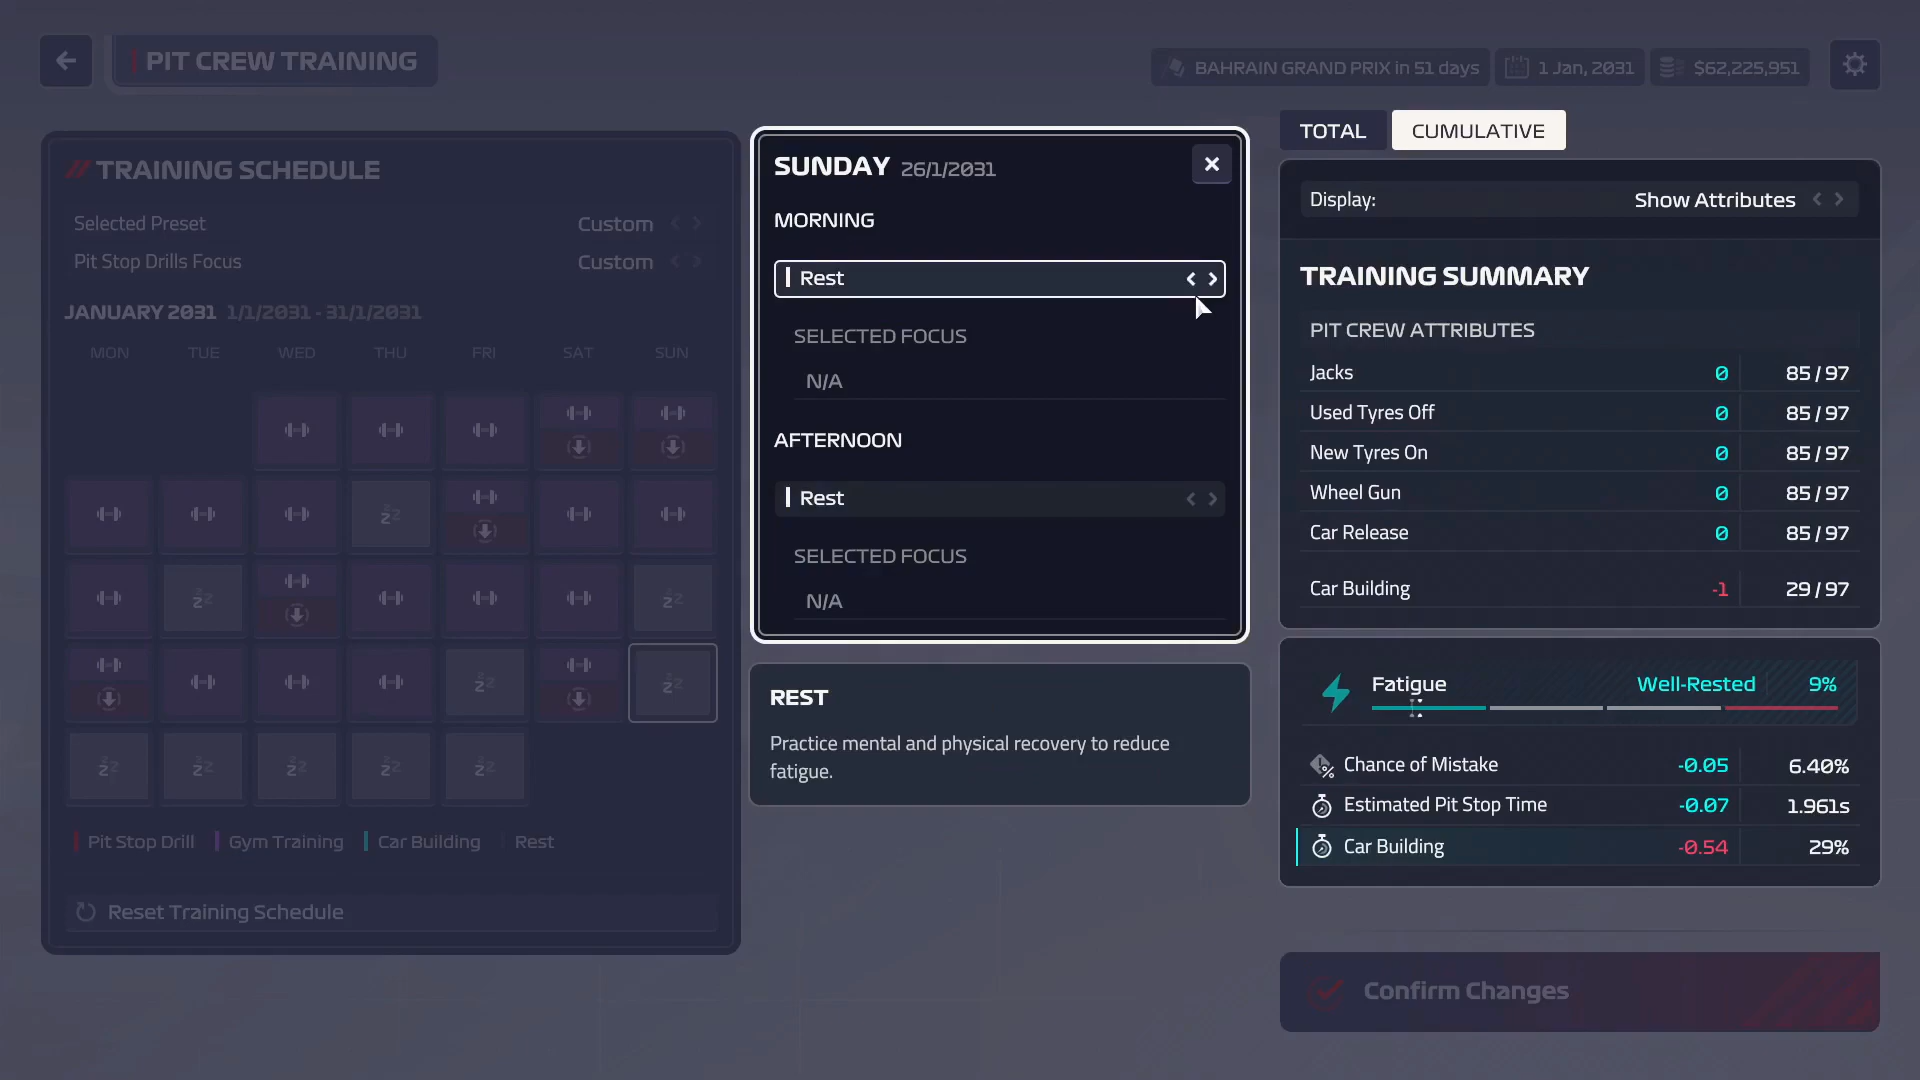 PIT CREW TRAINING
BAHRAIN GRAND PRIX in 51 days
1 Jan, 2031
$62,225,951
TRAINING SCHEDULE
Selected Preset Custom
Pit Stop Drills Focus Custom
JANUARY 2031 1/1/2031 - 31/1/2031
MON TUE WED THU FRI SAT SUN
Pit Stop Drill Gym Training Car Building Rest
Reset Training Schedule
SUNDAY 26/1/2031
MORNING
Rest
SELECTED FOCUS
N/A
AFTERNOON
Rest
SELECTED FOCUS
N/A
REST
Practice mental and physical recovery to reduce
fatigue.
TOTAL CUMULATIVE
Display: Show Attributes
TRAINING SUMMARY
PIT CREW ATTRIBUTES
Jacks 0 85 / 97
Used Tyres Off 0 85 / 97
New Tyres On 0 85 / 97
Wheel Gun 0 85 / 97
Car Release 0 85 / 97
Car Building -1 29 / 97
Fatigue Well-Rested 9%
Chance of Mistake -0.05 6.40%
Estimated Pit Stop Time -0.07 1.961s
Car Building -0.54 29%
Confirm Changes